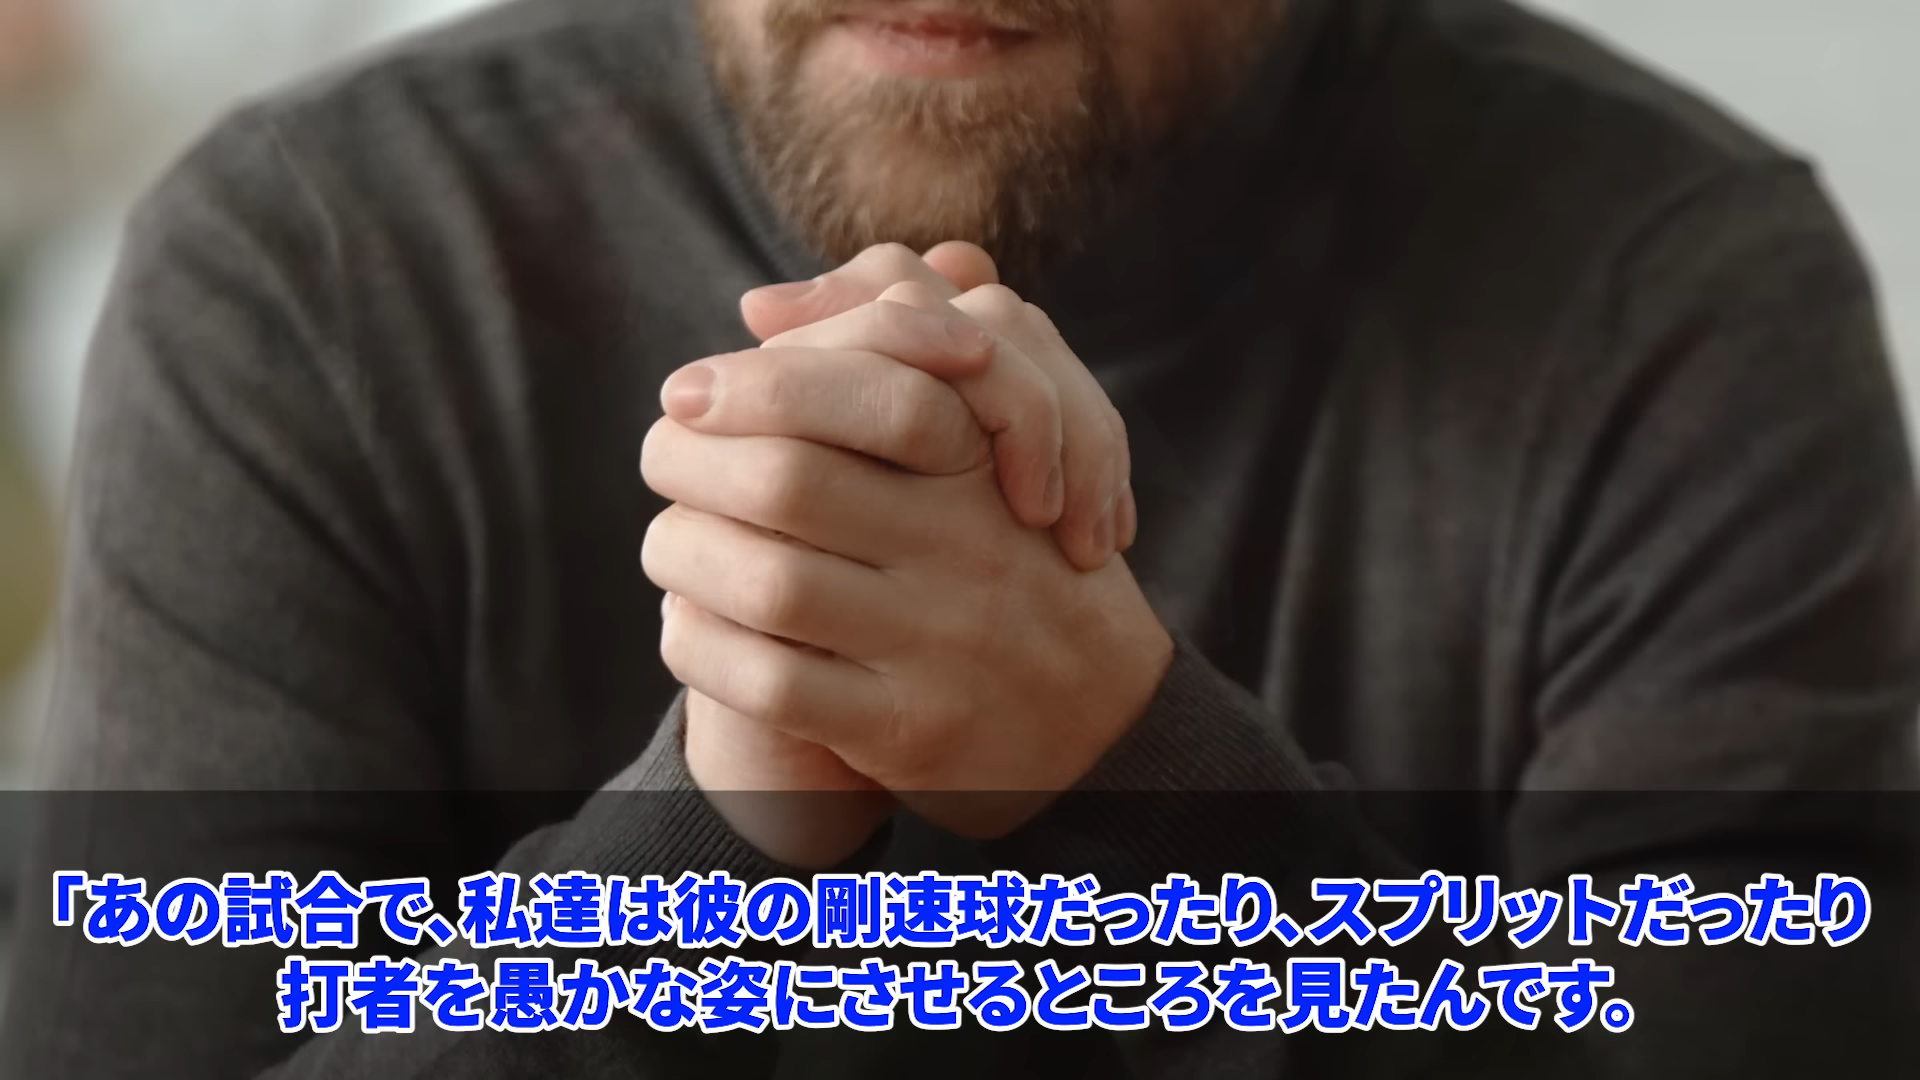 「あの試合で、私達は彼の剛速球だったり、スプリットだったり
打者を愚かな姿にさせるところを見たんです。